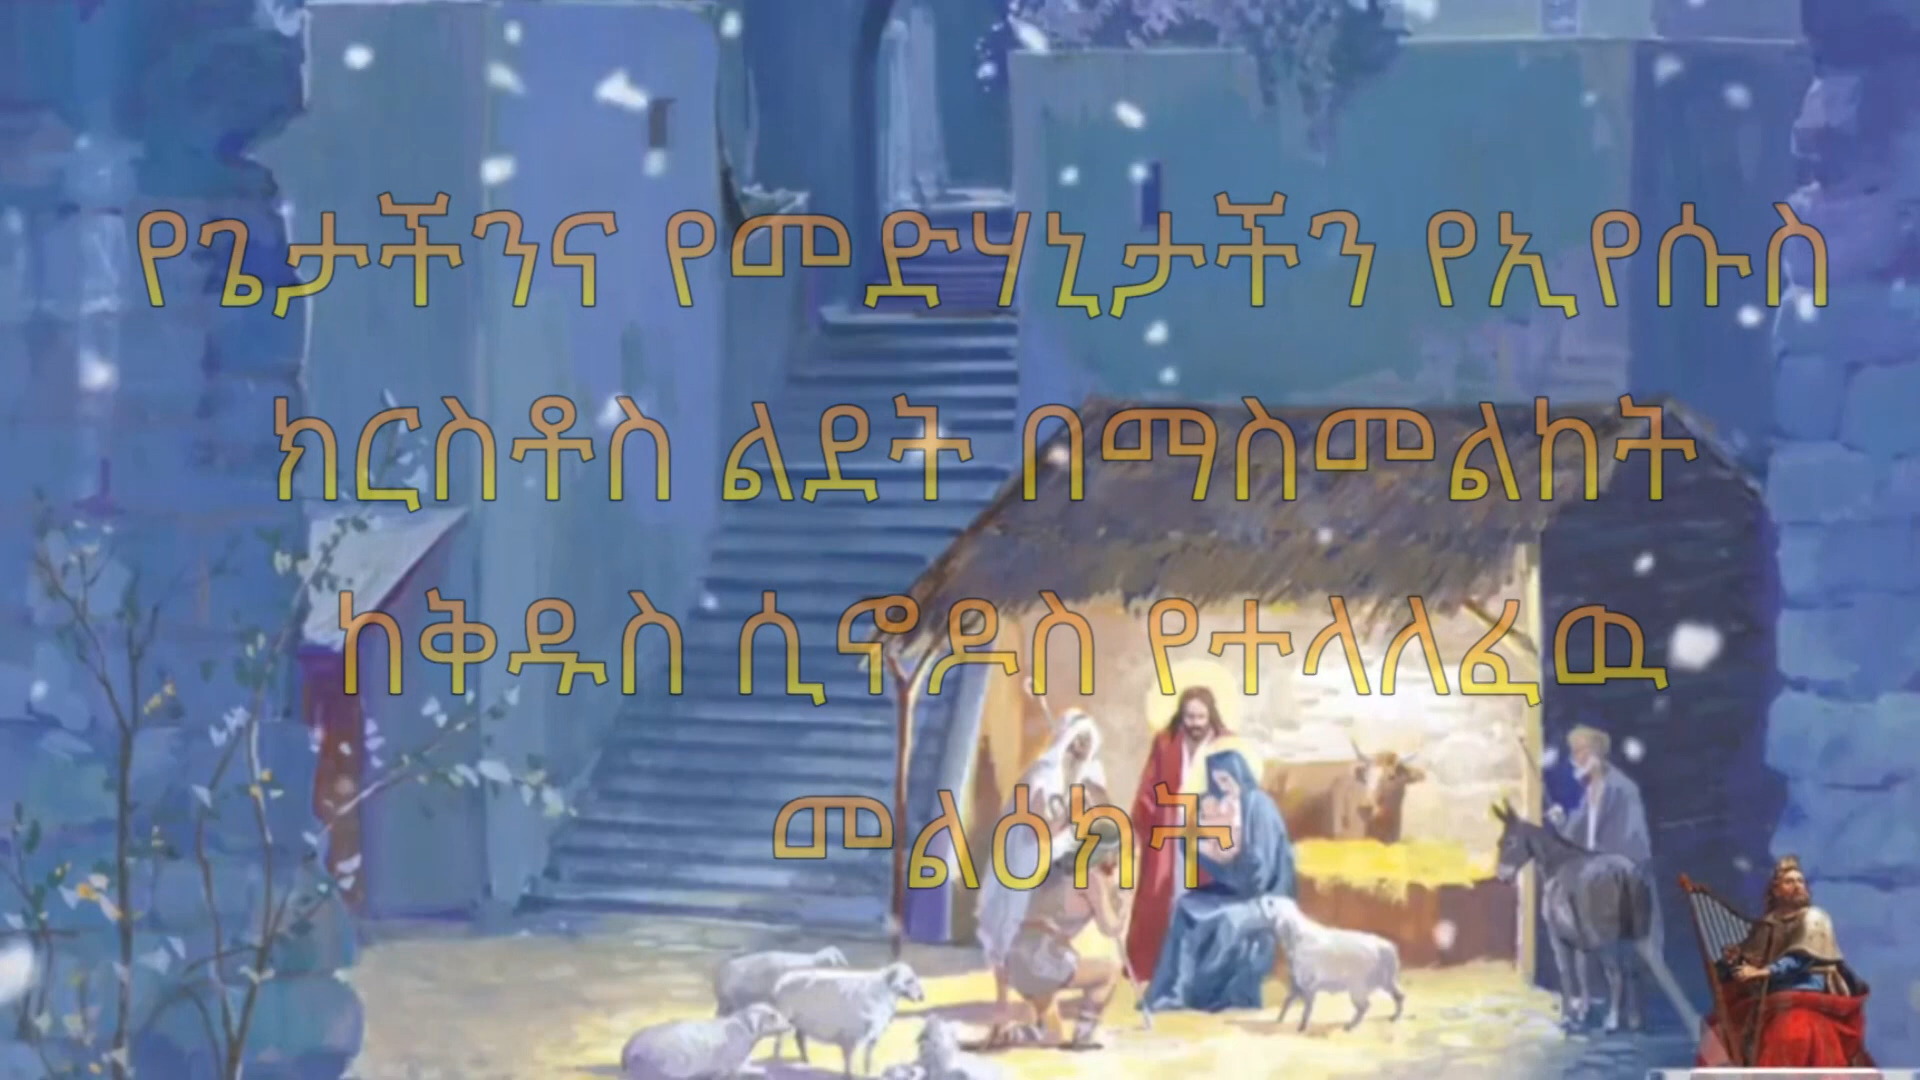 የጌታችንና የመድሃኒታችን የኢየሱስ
ክርስቶስ ልደት በማስመልከት
ከቅዱስ ሲኖዶስ የተላለፈዉ
መልዕክት